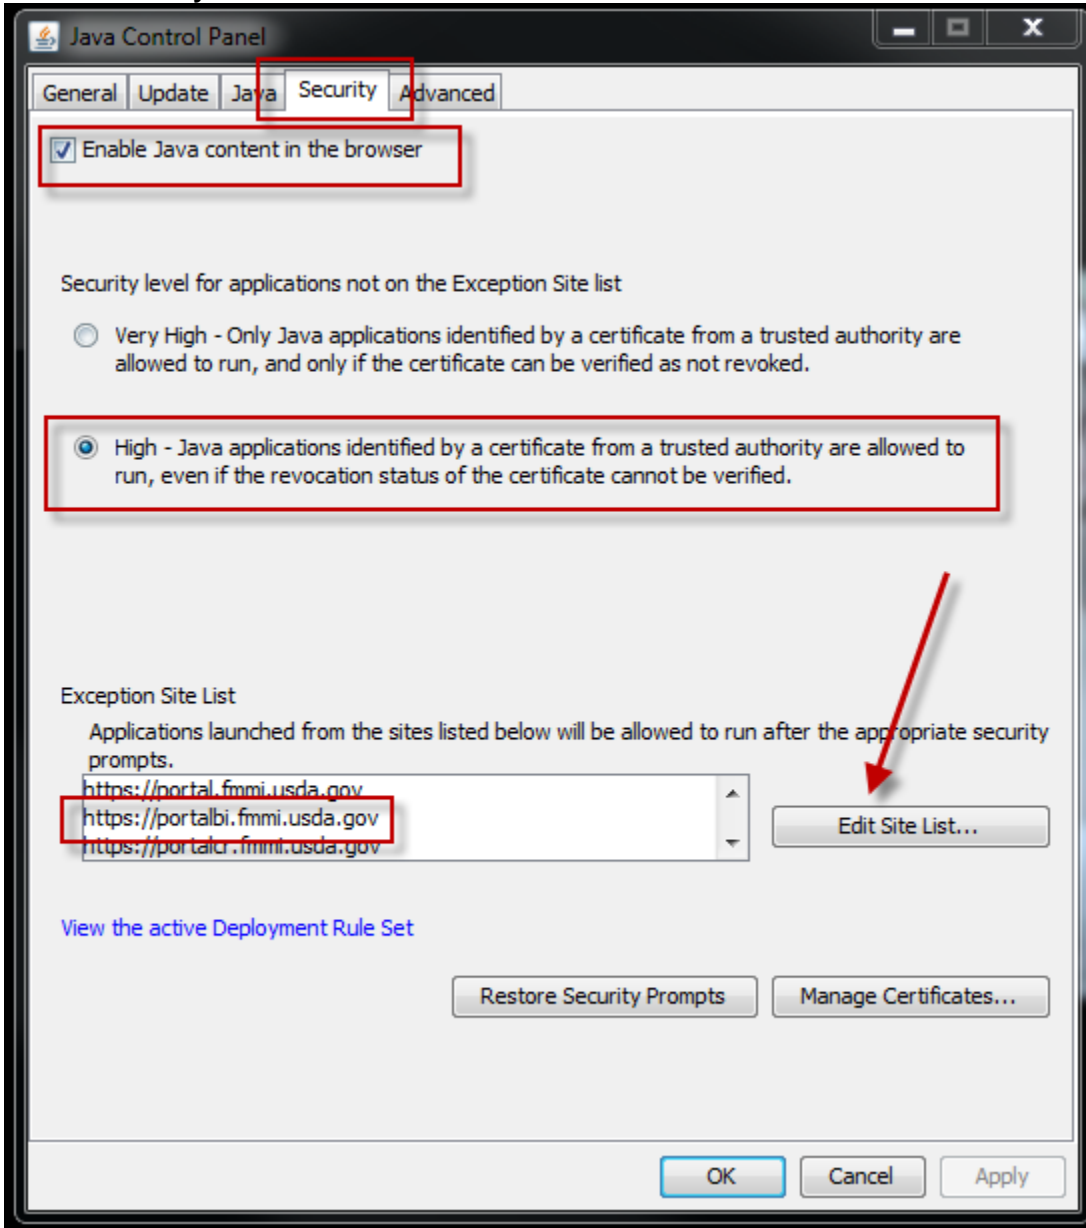 Java Control Panel
General Update Java Security Advanced
Enable Java content in the browser
Security level for applications not on the Exception Site list
Very High - Only Java applications identified by a certificate from a trusted authority are
allowed to run, and only if the certificate can be verified as not revoked.
High - Java applications identified by a certificate from a trusted authority are allowed to
run, even if the revocation status of the certificate cannot be verified.
Exception Site List
Applications launched from the sites listed below will be allowed to run after the appropriate security
prompts.
https://portal.fmmi.usda.gov
https://portalbi.fmmi.usda.gov
https://portalcr.fmmi.usda.gov
Edit Site List...
View the active Deployment Rule Set
Restore Security Prompts Manage Certificates...
OK Cancel Apply